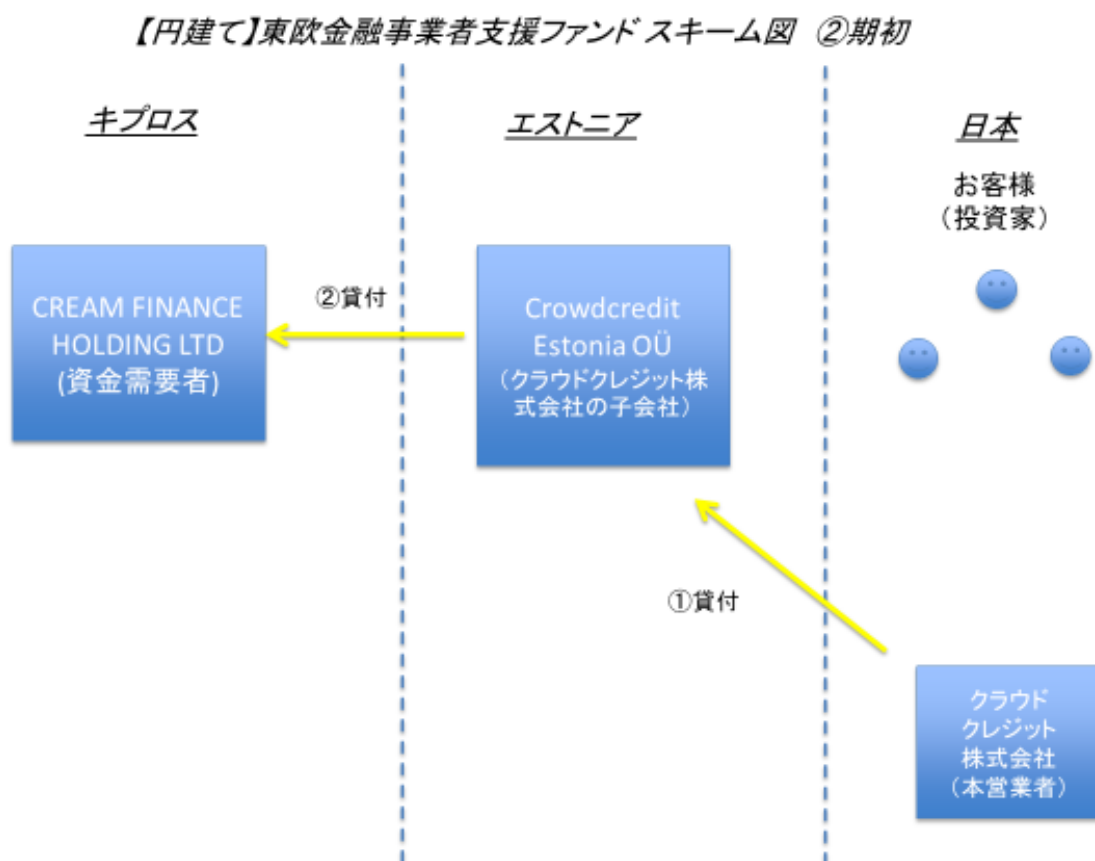 【円建て】東欧金融事業者支援ファンド スキーム図 ②期初
キプロス
エストニア
日本
お客様
（投資家）
CREAM FINANCE
HOLDING LTD
(資金需要者)
②貸付
Crowdcredit
Estonia OÜ
（クラウドクレジット株
式会社の子会社）
①貸付
クラウド
クレジット
株式会社
（本営業者）